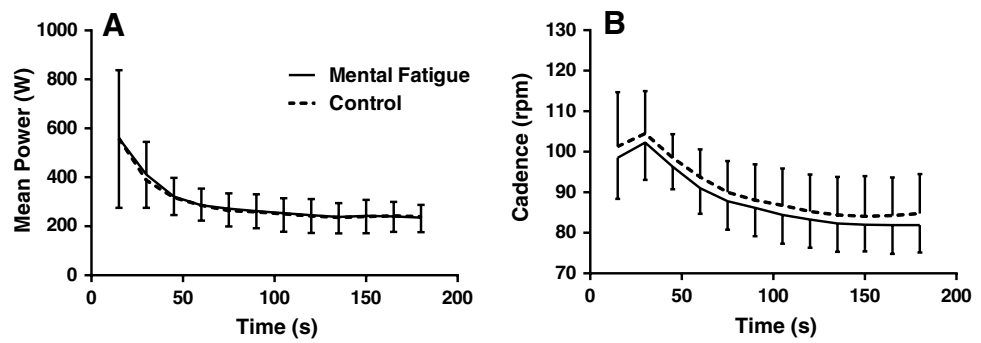 A
Mean Power (W)
1000
800
600
400
200
0
Mental Fatigue
Control
0 50 100 150 200
Time (s)
B
Cadence (rpm)
130
120
110
100
90
80
70
0 50 100 150 200
Time (s)